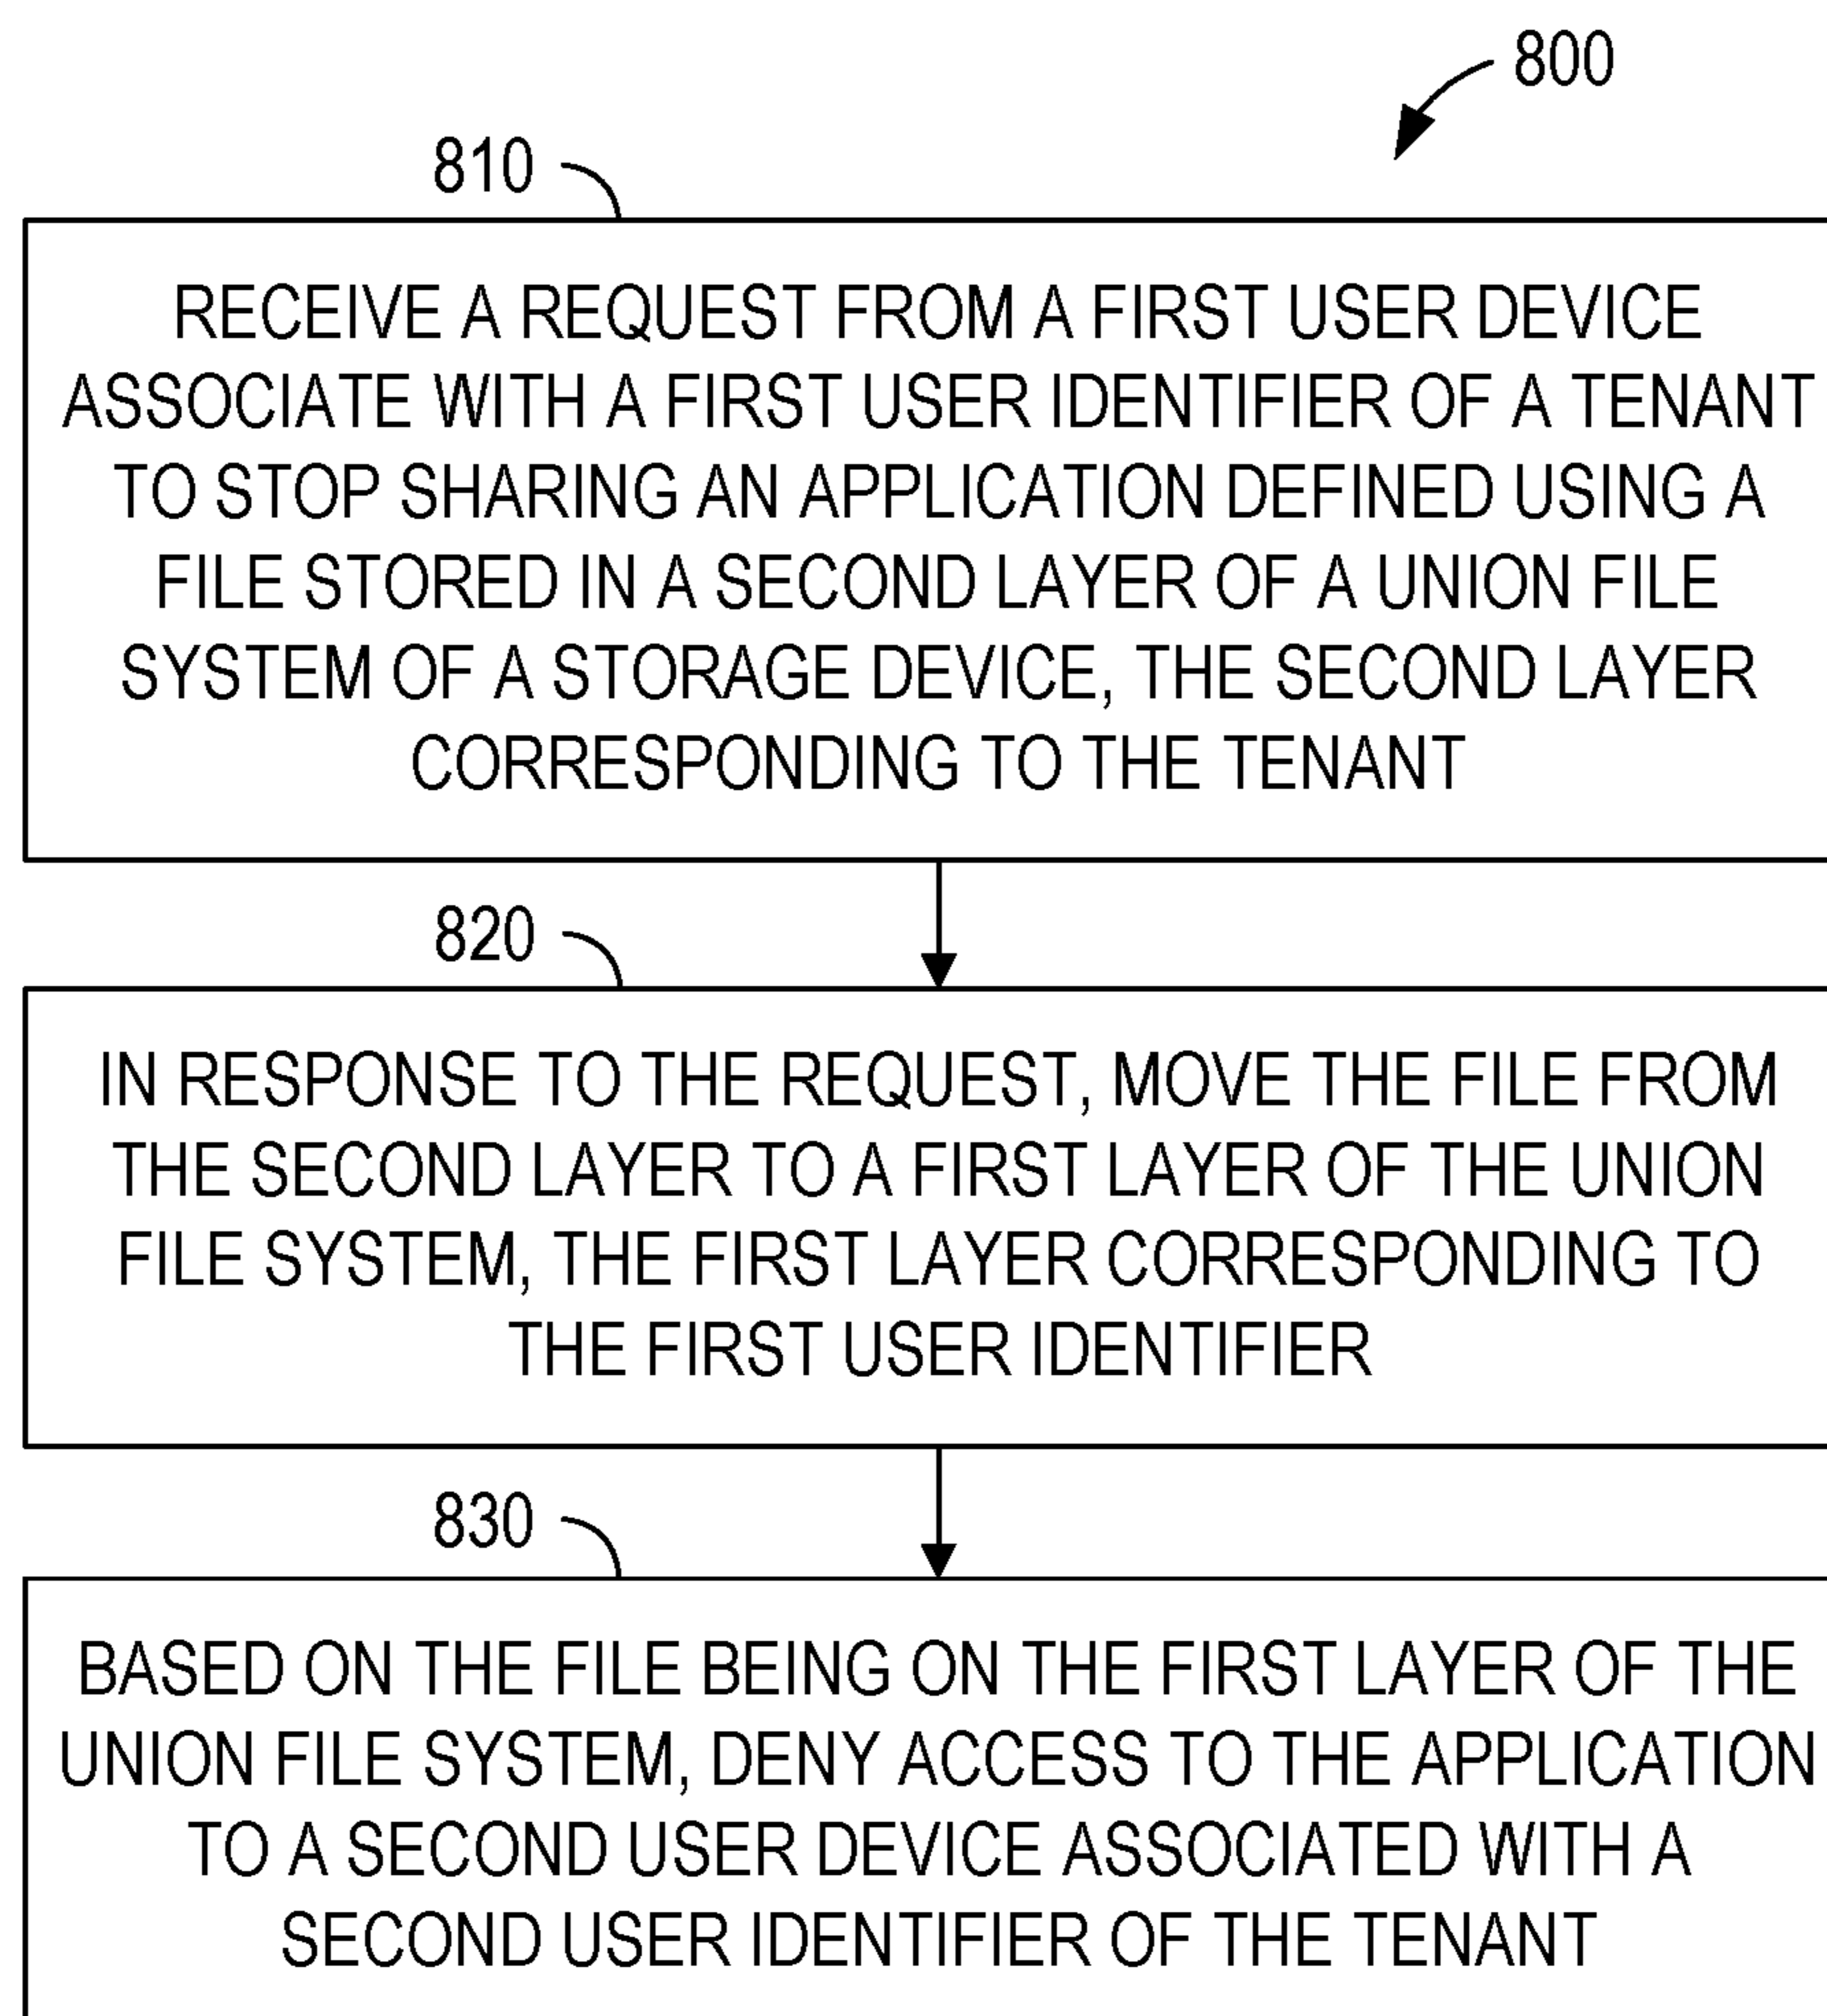 800
810
RECEIVE A REQUEST FROM A FIRST USER DEVICE
ASSOCIATE WITH A FIRST USER IDENTIFIER OF A TENANT
TO STOP SHARING AN APPLICATION DEFINED USING A
FILE STORED IN A SECOND LAYER OF A UNION FILE
SYSTEM OF A STORAGE DEVICE, THE SECOND LAYER
CORRESPONDING TO THE TENANT
820
IN RESPONSE TO THE REQUEST, MOVE THE FILE FROM
THE SECOND LAYER TO A FIRST LAYER OF THE UNION
FILE SYSTEM, THE FIRST LAYER CORRESPONDING TO
THE FIRST USER IDENTIFIER
830
BASED ON THE FILE BEING ON THE FIRST LAYER OF THE
UNION FILE SYSTEM, DENY ACCESS TO THE APPLICATION
TO A SECOND USER DEVICE ASSOCIATED WITH A
SECOND USER IDENTIFIER OF THE TENANT